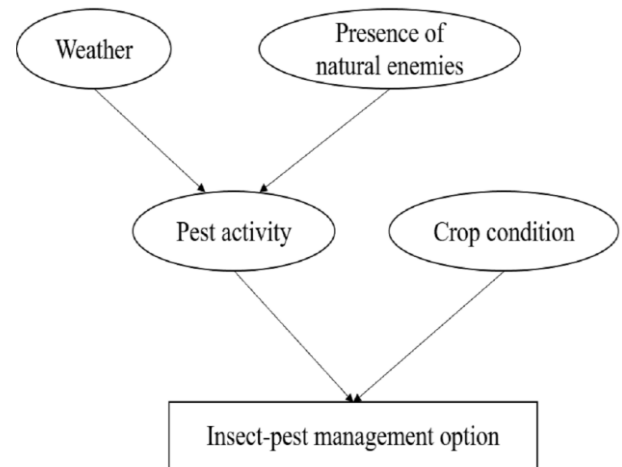 Weather
Presence of
natural enemies
Pest activity
Crop condition
Insect-pest management option